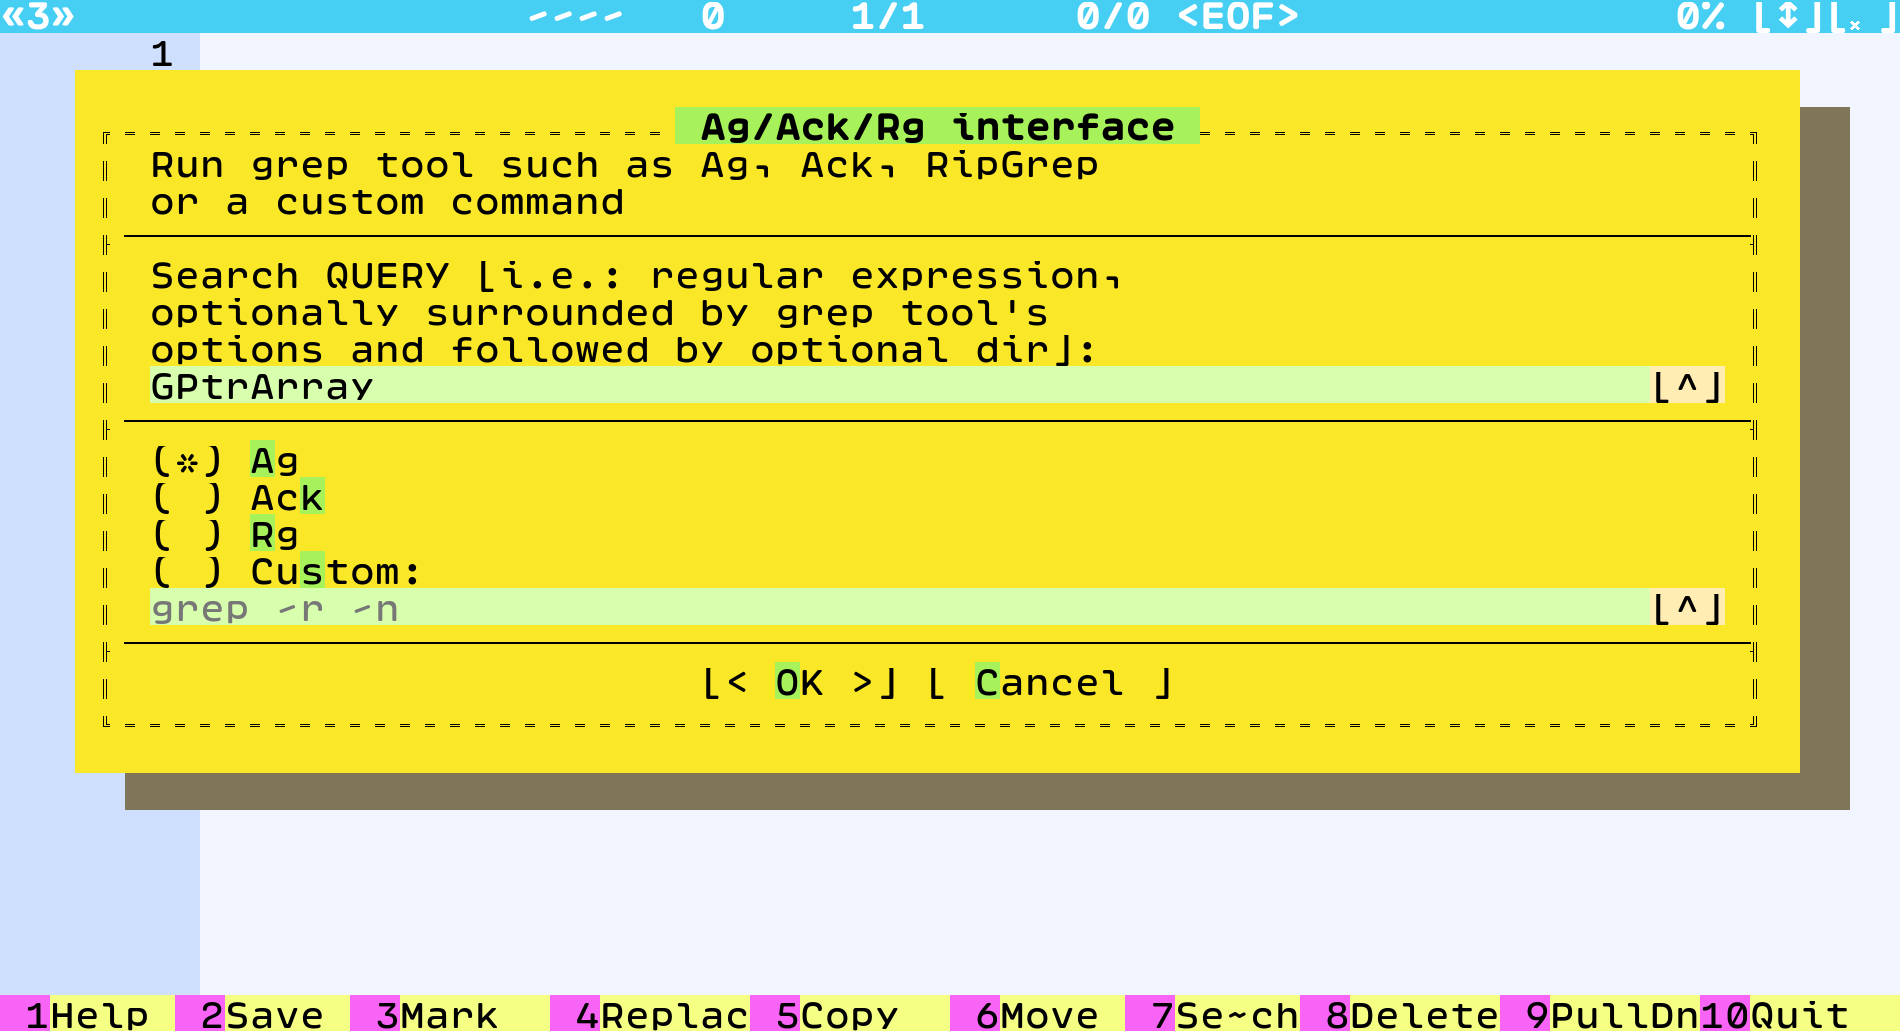 «3» ---- 0 1/1 0/0 <EOF> 0% [↕][× ]
1
Ag/Ack/Rg interface
Run grep tool such as Ag, Ack, RipGrep
or a custom command
Search QUERY [i.e.: regular expression,
optionally surrounded by grep tool's
options and followed by optional dir]:
GPtrArray [^]
(*) Ag
( ) Ack
( ) Rg
( ) Custom:
grep -r -n [^]
[< OK >] [ Cancel ]
1Help 2Save 3Mark 4Replac 5Copy 6Move 7Se~ch 8Delete 9PullDn 10Quit